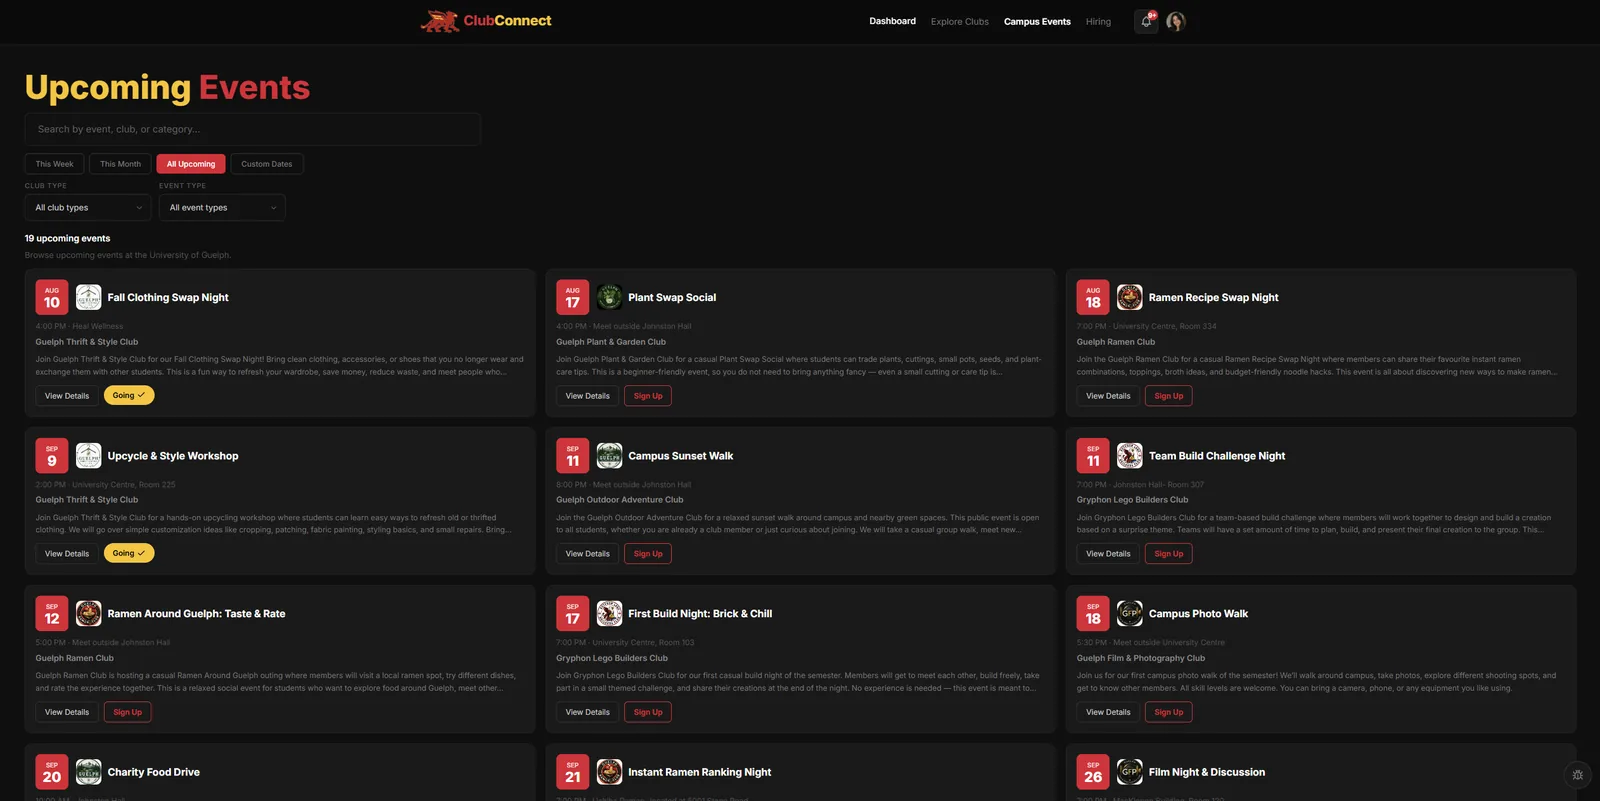 ClubConnect
Dashboard
Explore Clubs
Campus Events
Hiring
9+
Upcoming Events
Search by event, club, or category...
This Week
This Month
All Upcoming
Custom Dates
CLUB TYPE
EVENT TYPE
All club types
All event types
19 upcoming events
Browse upcoming events at the University of Guelph.
AUG
10
Fall Clothing Swap Night
4:00 PM · Heal Wellness
Guelph Thrift & Style Club
Join Guelph Thrift & Style Club for our Fall Clothing Swap Night! Bring clean clothing, accessories, or shoes that you no longer wear and
exchange them with other students. This is a fun way to refresh your wardrobe, save money, reduce waste, and meet people who...
View Details
Going ✓
AUG
17
Plant Swap Social
4:00 PM · Meet outside Johnston Hall
Guelph Plant & Garden Club
Join Guelph Plant & Garden Club for a casual Plant Swap Social where students can trade plants, cuttings, small pots, seeds, and plant-
care tips. This is a beginner-friendly event, so you do not need to bring anything fancy — even a small cutting or care tip is...
View Details
Sign Up
AUG
18
Ramen Recipe Swap Night
7:00 PM · University Centre, Room 334
Guelph Ramen Club
Join the Guelph Ramen Club for a casual Ramen Recipe Swap Night where members can share their favourite instant ramen
combinations, toppings, broth ideas, and budget-friendly noodle hacks. This event is all about discovering new ways to make ramen...
View Details
Sign Up
SEP
9
Upcycle & Style Workshop
2:00 PM · University Centre, Room 225
Guelph Thrift & Style Club
Join Guelph Thrift & Style Club for a hands-on upcycling workshop where students can learn easy ways to refresh old or thrifted
clothing. We will go over simple customization ideas like cropping, patching, fabric painting, styling basics, and small repairs. Bring...
View Details
Going ✓
SEP
11
Campus Sunset Walk
8:00 PM · Meet outside Johnston Hall
Guelph Outdoor Adventure Club
Join the Guelph Outdoor Adventure Club for a relaxed sunset walk around campus and nearby green spaces. This public event is open
to all students, whether you are already a club member or just curious about joining. We will take a casual group walk, meet new...
View Details
Sign Up
SEP
11
Team Build Challenge Night
7:00 PM · Johnston Hall- Room 307
Gryphon Lego Builders Club
Join Gryphon Lego Builders Club for a team-based build challenge where members will work together to design and build a creation
based on a surprise theme. Teams will have a set amount of time to plan, build, and present their final creation to the group. This...
View Details
Sign Up
SEP
12
Ramen Around Guelph: Taste & Rate
5:00 PM · Meet outside Johnston Hall
Guelph Ramen Club
Guelph Ramen Club is hosting a casual Ramen Around Guelph outing where members will visit a local ramen spot, try different dishes,
and rate the experience together. This is a relaxed social event for students who want to explore food around Guelph, meet other...
View Details
Sign Up
SEP
17
First Build Night: Brick & Chill
7:00 PM · University Centre, Room 103
Gryphon Lego Builders Club
Join Gryphon Lego Builders Club for our first casual build night of the semester. Members will get to meet each other, build freely, take
part in a small themed challenge, and share their creations at the end of the night. No experience is needed — this event is meant to...
View Details
Sign Up
SEP
18
Campus Photo Walk
5:30 PM · Meet outside University Centre
Guelph Film & Photography Club
Join us for our first campus photo walk of the semester! We'll walk around campus, take photos, explore different shooting spots, and
get to know other members. All skill levels are welcome. You can bring a camera, phone, or any equipment you like using.
View Details
Sign Up
SEP
20
Charity Food Drive
SEP
21
Instant Ramen Ranking Night
SEP
26
Film Night & Discussion